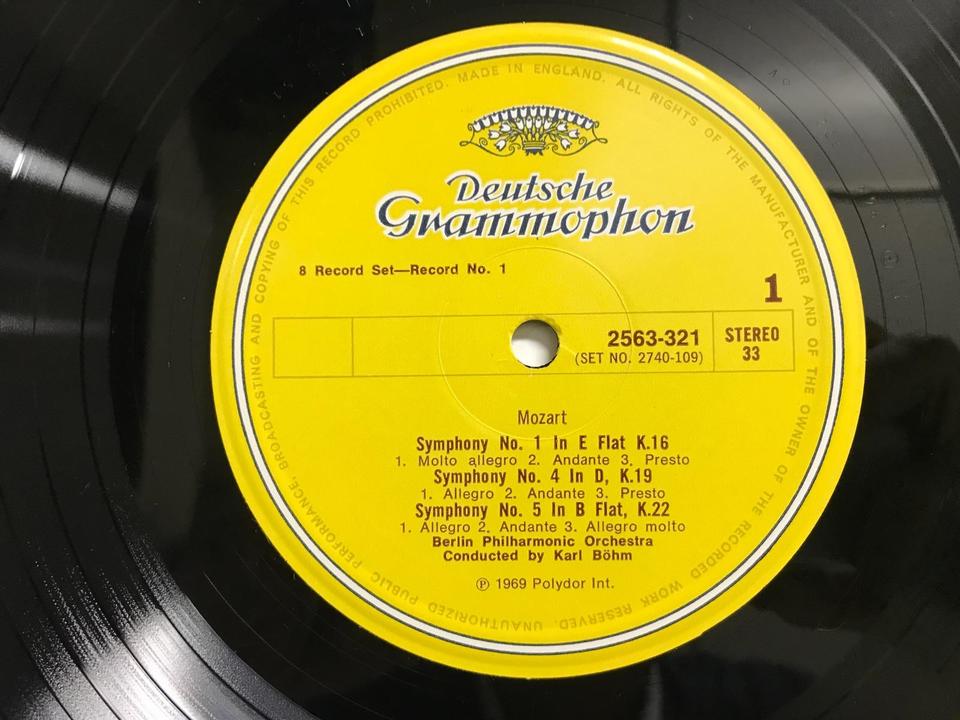 Deutsche
Grammophon
8 Record Set—Record No. 1
1
2563-321
(SET NO. 2740-109)
STEREO
33
Mozart
Symphony No. 1 In E Flat K.16
1. Molto allegro 2. Andante 3. Presto
Symphony No. 4 In D, K.19
1. Allegro 2. Andante 3. Presto
Symphony No. 5 In B Flat, K.22
1. Allegro 2. Andante 3. Allegro molto
Berlin Philharmonic Orchestra
Conducted by Karl Böhm
℗ 1969 Polydor Int.
MADE IN ENGLAND. ALL RIGHTS OF THE MANUFACTURER AND OF THE OWNER OF THE RECORDED WORK RESERVED. UNAUTHORIZED PUBLIC PERFORMANCE, BROADCASTING AND COPYING OF THIS RECORD PROHIBITED.